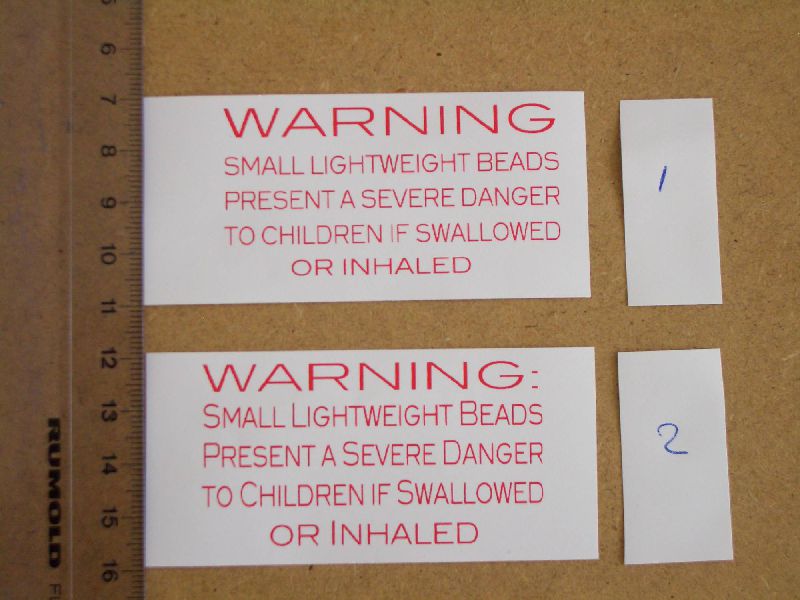 5
6
7
8
9
10
11
12
13
14
15
16
RUMOLD
WARNING
SMALL LIGHTWEIGHT BEADS
PRESENT A SEVERE DANGER
TO CHILDREN IF SWALLOWED
OR INHALED
1
WARNING:
SMALL LIGHTWEIGHT BEADS
PRESENT A SEVERE DANGER
TO CHILDREN IF SWALLOWED
OR INHALED
2